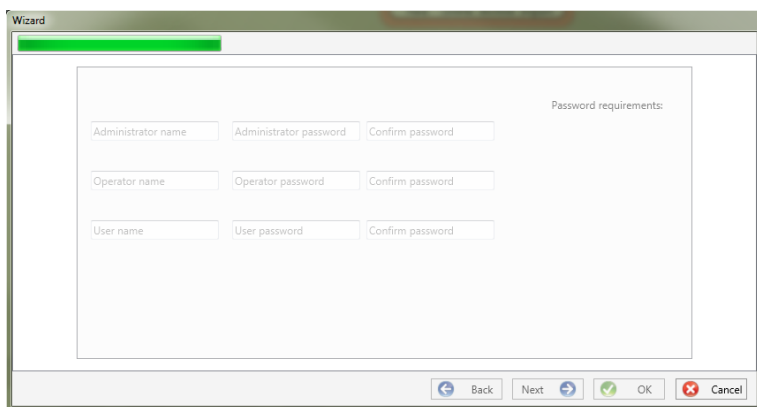 Wizard
Password requirements:
Administrator name Administrator password Confirm password
Operator name Operator password Confirm password
User name User password Confirm password
Back Next OK Cancel